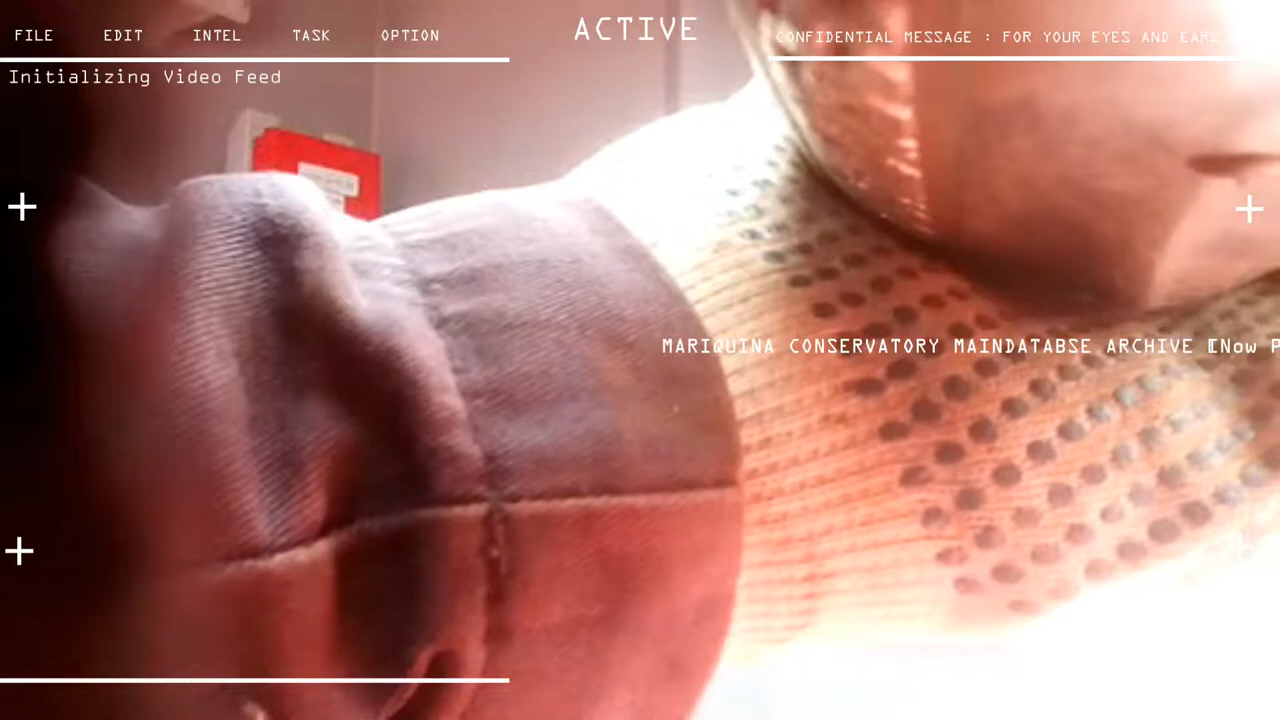 FILE EDIT INTEL TASK OPTION
ACTIVE
CONFIDENTIAL MESSAGE : FOR YOUR EYES AND EARS
Initializing Video Feed
MARIQUINA CONSERVATORY MAINDATABSE ARCHIVE [Now P